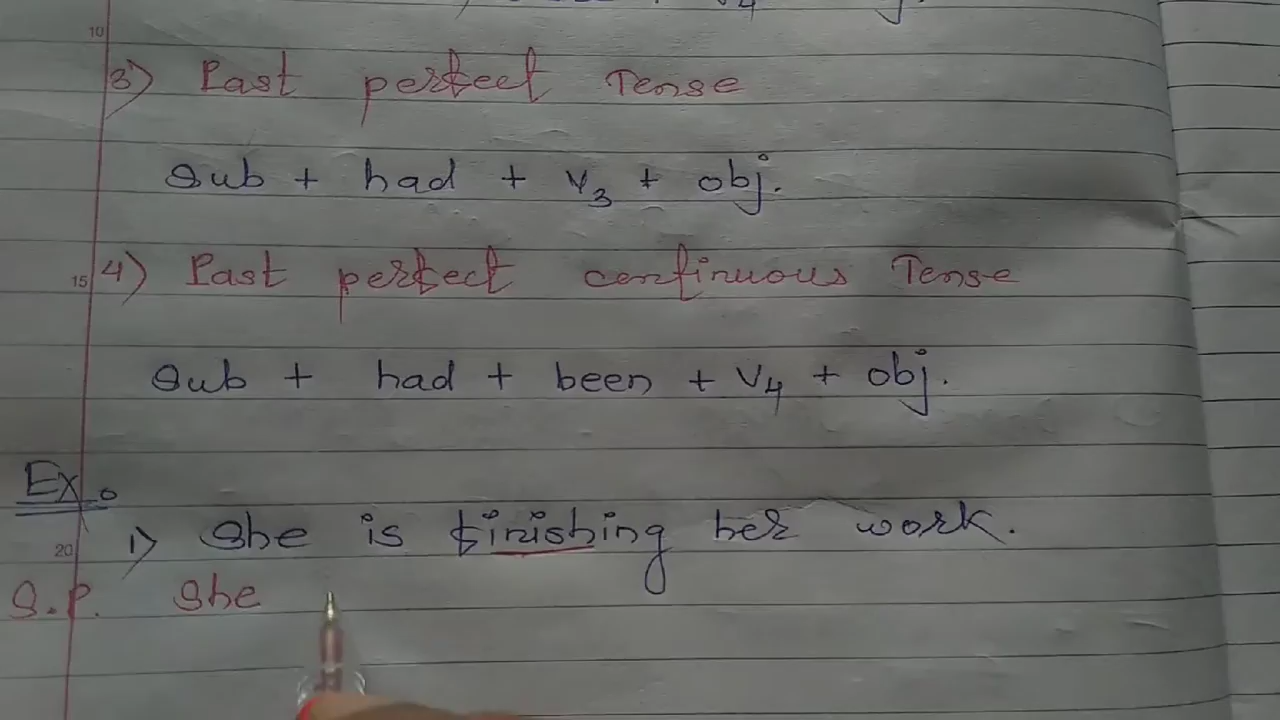 10
3) Past perfect Tense
Sub + had + V3 + obj.
15 4) Past perfect continuous Tense
Sub + had + been + V4 + obj.
Ex.
20 1) She is finishing her work.
S.P. She